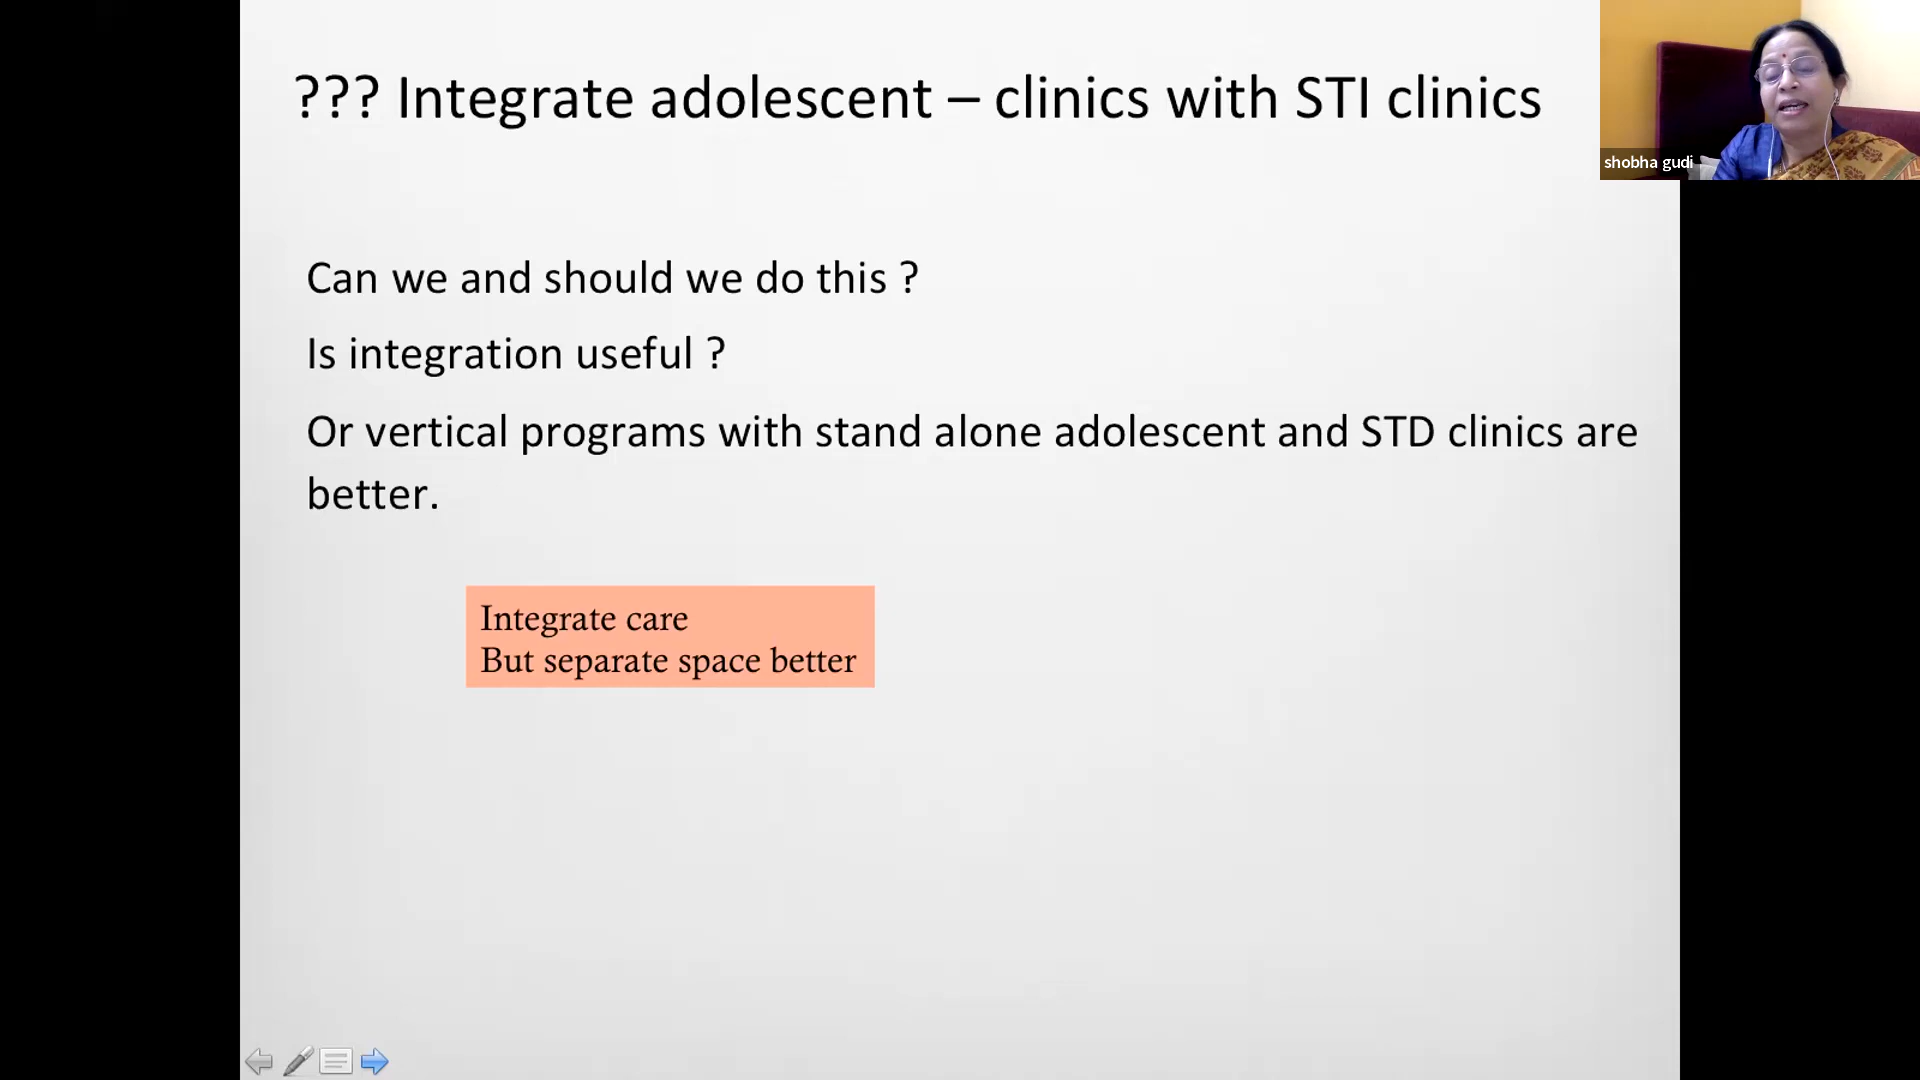 ??? Integrate adolescent – clinics with STI clinics
shobha gudi
Can we and should we do this ?
Is integration useful ?
Or vertical programs with stand alone adolescent and STD clinics are
better.
Integrate care
But separate space better